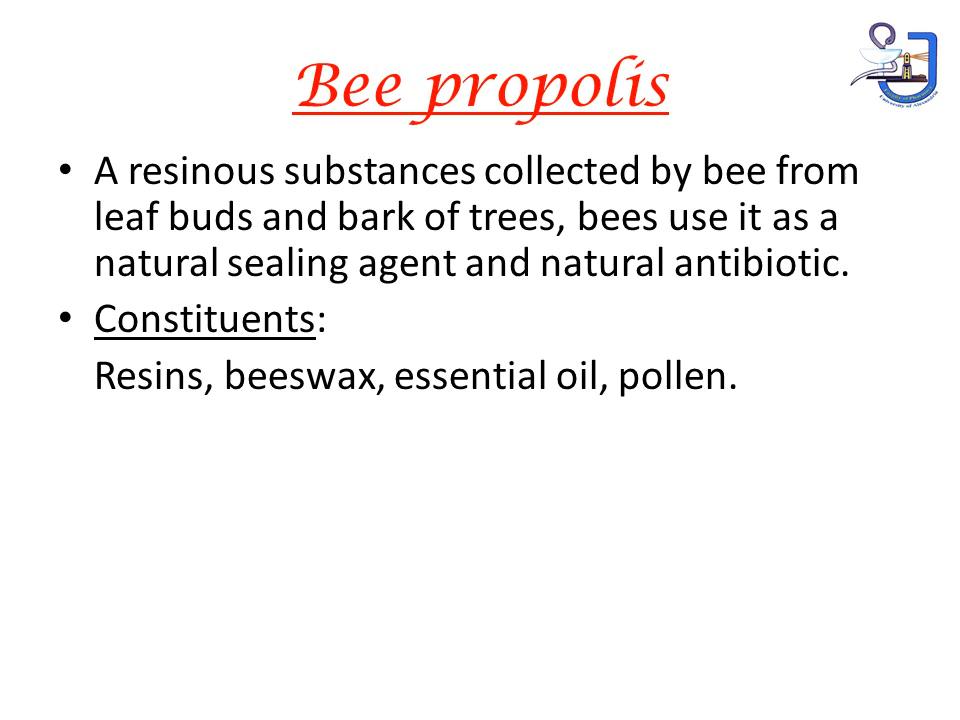 Bee propolis
• A resinous substances collected by bee from
leaf buds and bark of trees, bees use it as a
natural sealing agent and natural antibiotic.
• Constituents:
Resins, beeswax, essential oil, pollen.